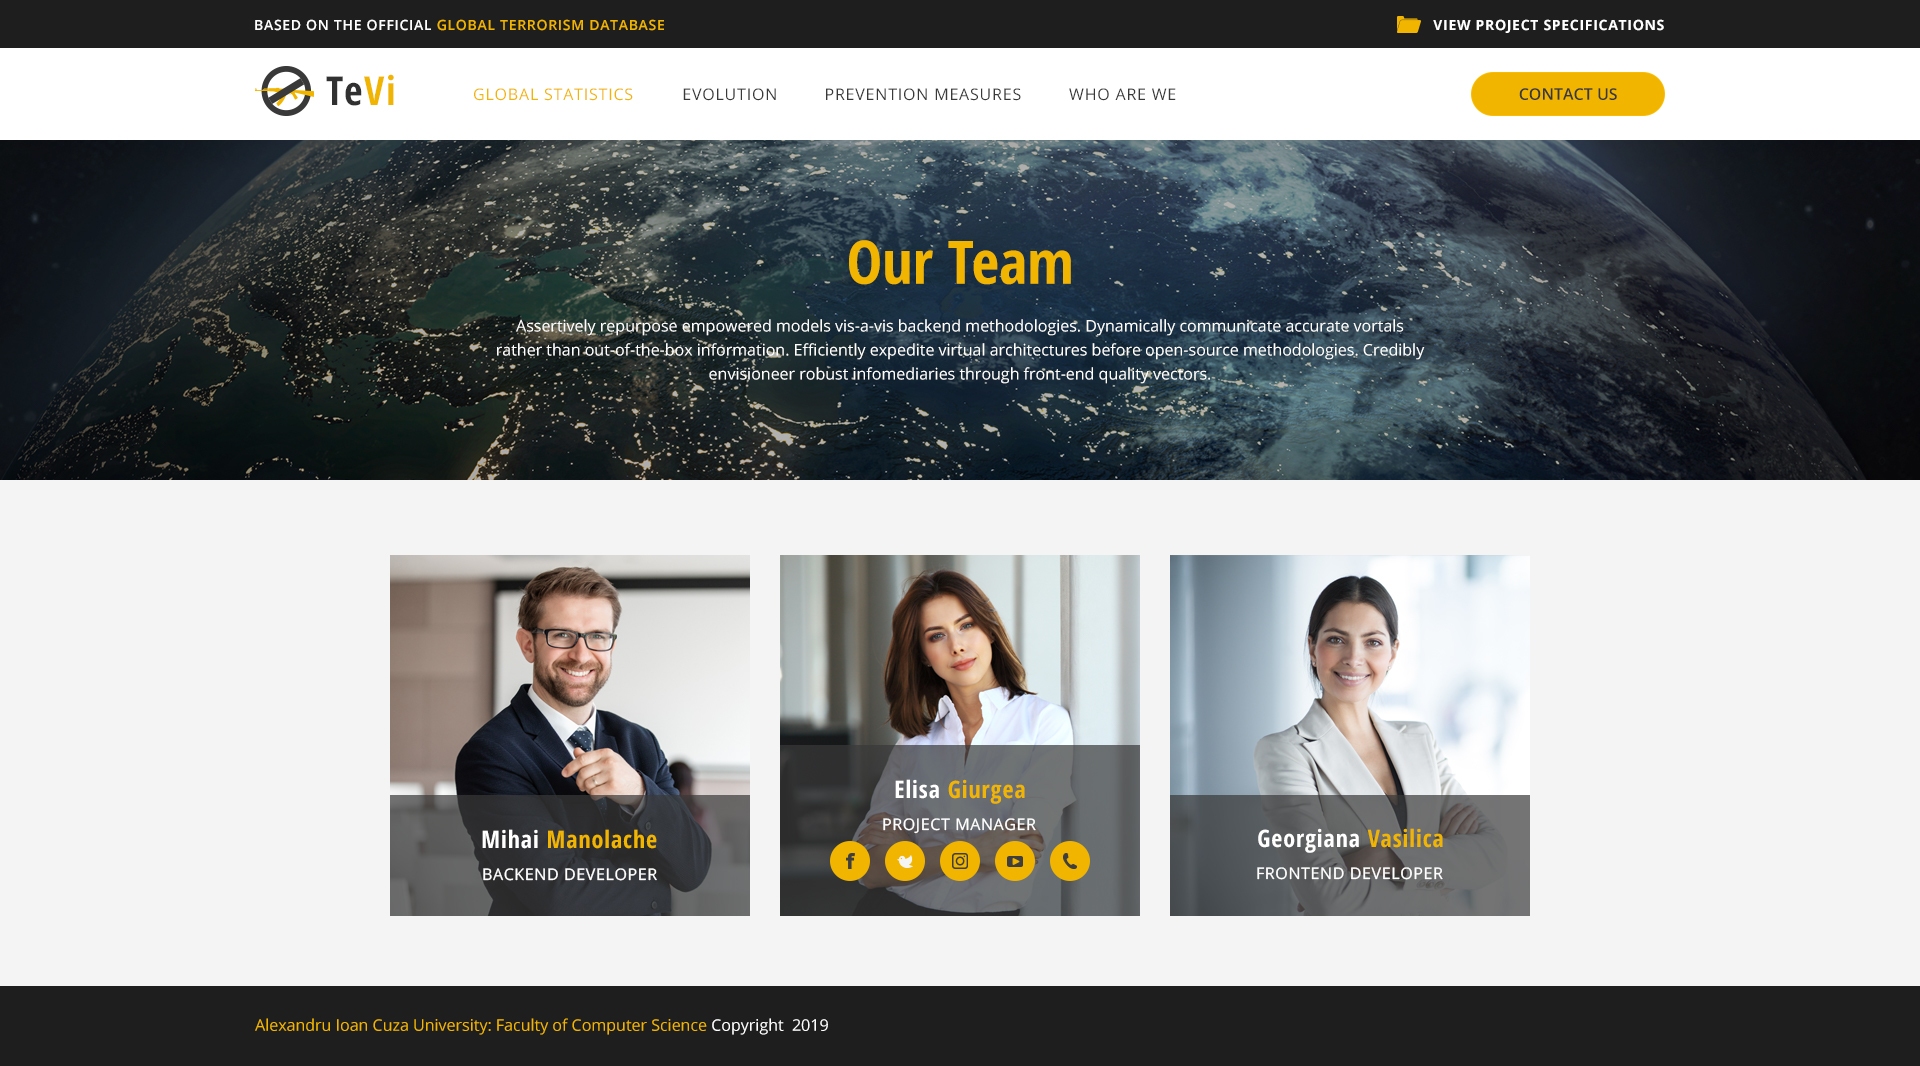 BASED ON THE OFFICIAL GLOBAL TERRORISM DATABASE
VIEW PROJECT SPECIFICATIONS
TeVi
GLOBAL STATISTICS
EVOLUTION
PREVENTION MEASURES
WHO ARE WE
CONTACT US
Our Team
Assertively repurpose empowered models vis-a-vis backend methodologies. Dynamically communicate accurate vortals
rather than out-of-the-box information. Efficiently expedite virtual architectures before open-source methodologies. Credibly
envisioneer robust infomediaries through front-end quality vectors.
Mihai Manolache
BACKEND DEVELOPER
Elisa Giurgea
PROJECT MANAGER
Georgiana Vasilica
FRONTEND DEVELOPER
Alexandru Ioan Cuza University: Faculty of Computer Science Copyright 2019